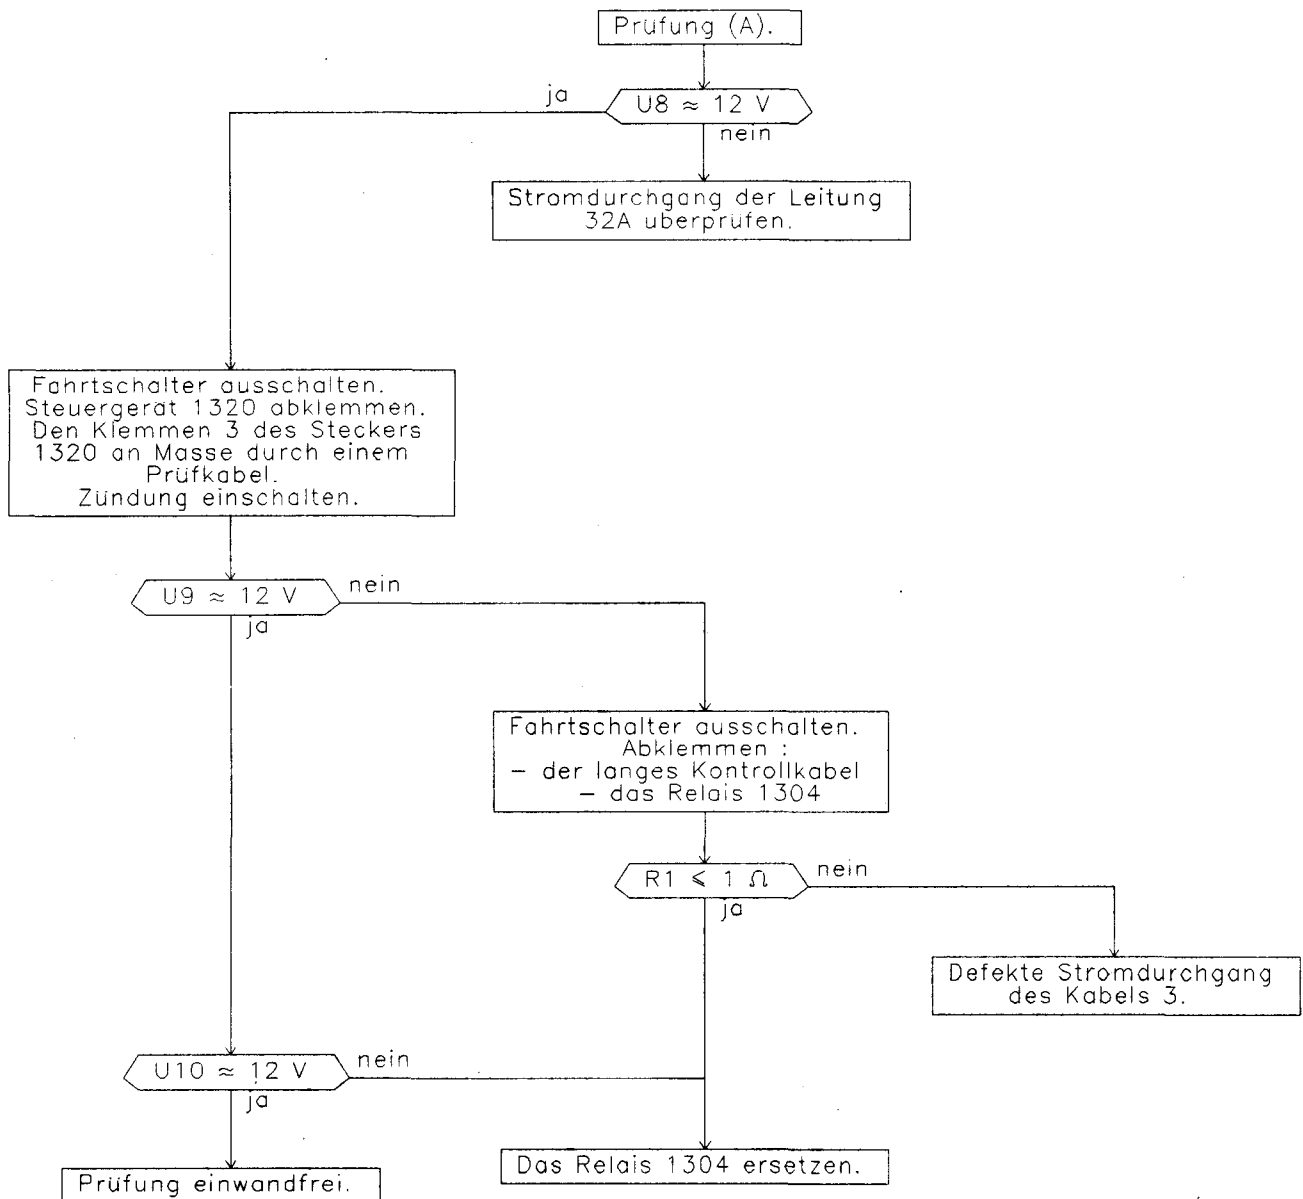 Prüfung (A).
ja
U8 ≈ 12 V
nein
Stromdurchgang der Leitung
32A uberprüfen.
Fahrtschalter ausschalten.
Steuergerät 1320 abklemmen.
Den Klemmen 3 des Steckers
1320 an Masse durch einem
Prüfkabel.
Zündung einschalten.
U9 ≈ 12 V
nein
ja
Fahrtschalter ausschalten.
Abklemmen :
– der langes Kontrollkabel
– das Relais 1304
R1 ⩽ 1 Ω
nein
ja
Defekte Stromdurchgang
des Kabels 3.
U10 ≈ 12 V
nein
ja
Das Relais 1304 ersetzen.
Prüfung einwandfrei.